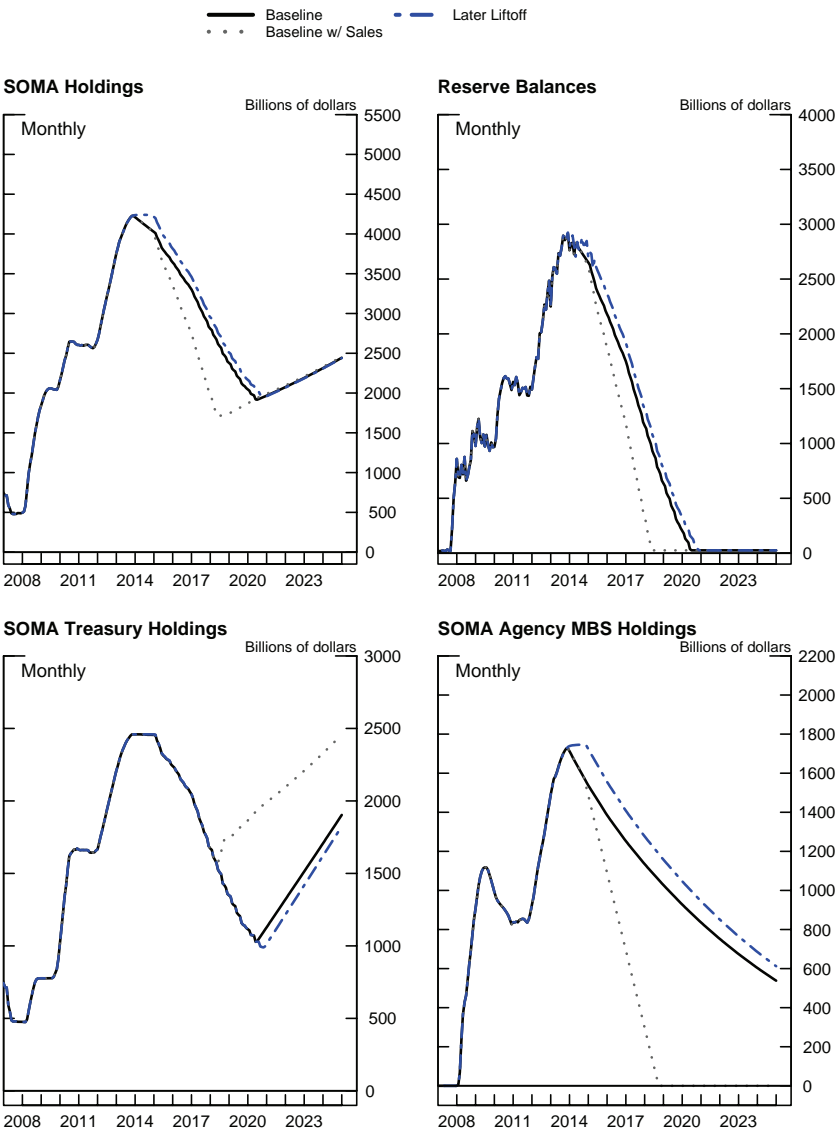 Baseline
Baseline w/ Sales
Later Liftoff
SOMA Holdings
Billions of dollars
Monthly
5500
5000
4500
4000
3500
3000
2500
2000
1500
1000
500
0
2008 2011 2014 2017 2020 2023
Reserve Balances
Billions of dollars
Monthly
4000
3500
3000
2500
2000
1500
1000
500
0
2008 2011 2014 2017 2020 2023
SOMA Treasury Holdings
Billions of dollars
Monthly
3000
2500
2000
1500
1000
500
0
2008 2011 2014 2017 2020 2023
SOMA Agency MBS Holdings
Billions of dollars
Monthly
2200
2000
1800
1600
1400
1200
1000
800
600
400
200
0
2008 2011 2014 2017 2020 2023